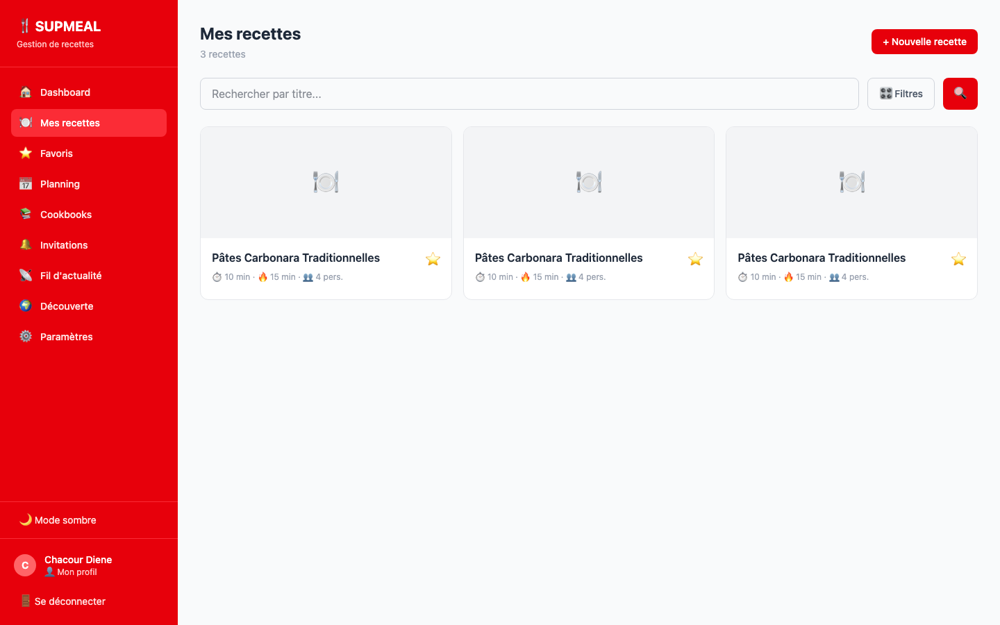 SUPMEAL
Gestion de recettes
Dashboard
Mes recettes
Favoris
Planning
Cookbooks
Invitations
Fil d'actualité
Découverte
Paramètres
Mode sombre
C
Chacour Diene
Mon profil
Se déconnecter
Mes recettes
3 recettes
+ Nouvelle recette
Rechercher par titre...
Filtres
Pâtes Carbonara Traditionnelles
10 min · 15 min · 4 pers.
Pâtes Carbonara Traditionnelles
10 min · 15 min · 4 pers.
Pâtes Carbonara Traditionnelles
10 min · 15 min · 4 pers.